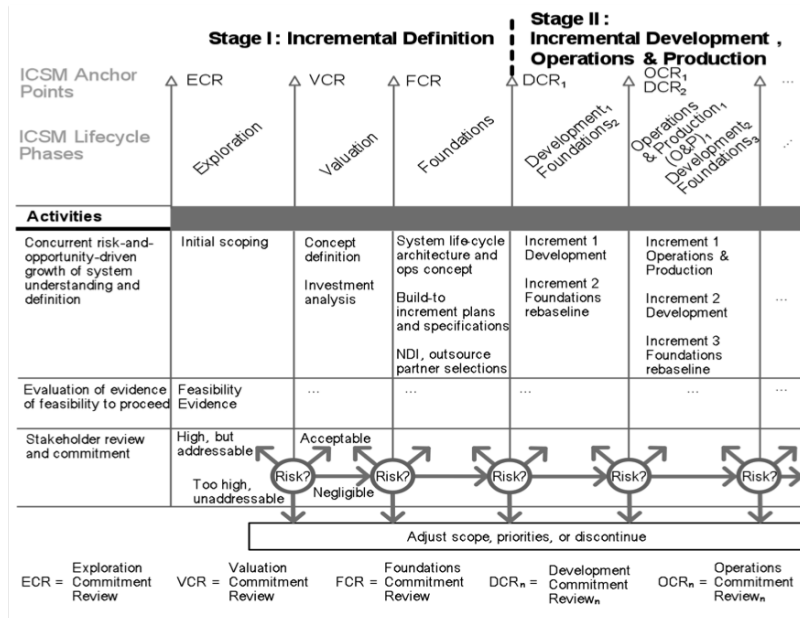 Stage I: Incremental Definition
Stage II :
Incremental Development ,
Operations & Production
ICSM Anchor
Points
ECR
VCR
FCR
DCR₁
OCR₁
DCR₂
...
ICSM Lifecycle
Phases
Exploration
Valuation
Foundations
Development₁
Foundations₂
Operations
& Production₁
(O&P)₁
Development₂
Foundations₃
...
Activities
Concurrent risk-and-
opportunity-driven
growth of system
understanding and
definition
Initial scoping
Concept
definition
Investment
analysis
System life-cycle
architecture and
ops concept
Build-to
increment plans
and specifications
NDI, outsource
partner selections
Increment 1
Development
Increment 2
Foundations
rebaseline
Increment 1
Operations &
Production
Increment 2
Development
Increment 3
Foundations
rebaseline
...
Evaluation of evidence
of feasibility to proceed
Feasibility
Evidence
...
...
...
...
...
Stakeholder review
and commitment
High, but
addressable
Too high,
unaddressable
Acceptable
Negligible
Risk?
Risk?
Risk?
Risk?
Risk?
Adjust scope, priorities, or discontinue
ECR = Exploration Commitment Review
VCR = Valuation Commitment Review
FCR = Foundations Commitment Review
DCRₙ = Development Commitment Reviewₙ
OCRₙ = Operations Commitment Reviewₙ